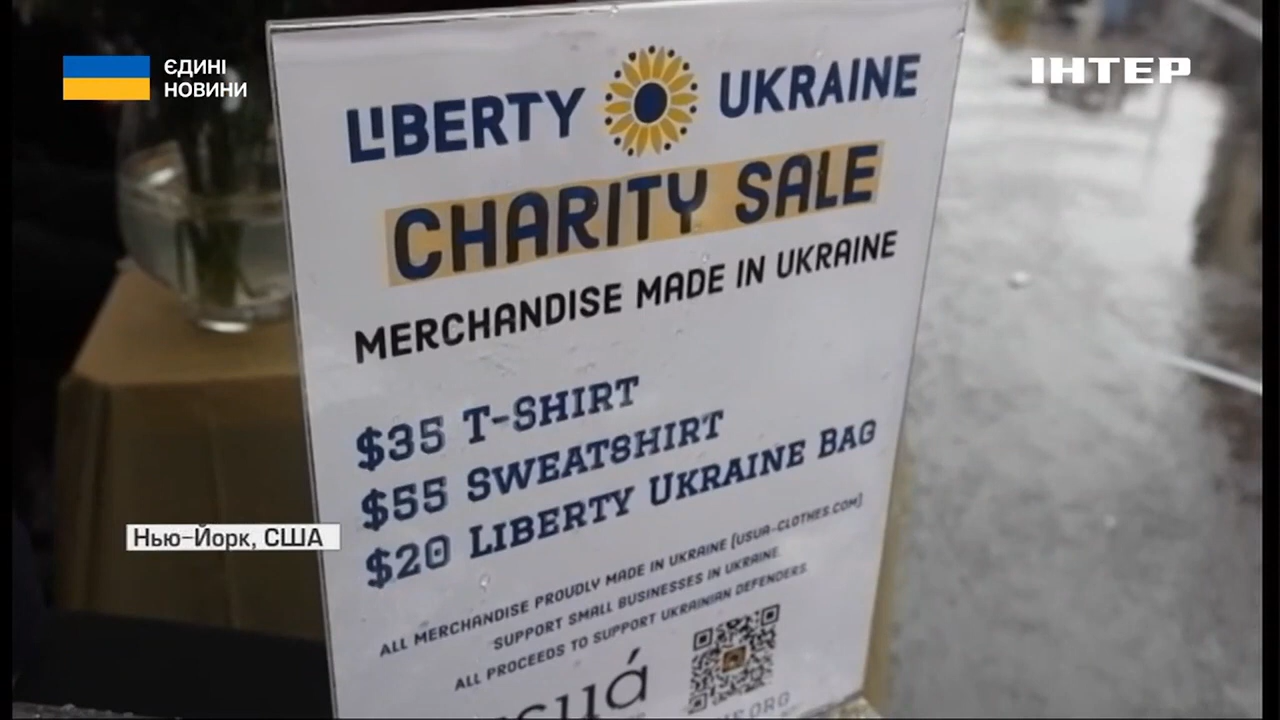 ЄДИНІ
НОВИНИ
ІНТЕР
LIBERTY UKRAINE
CHARITY SALE
MERCHANDISE MADE IN UKRAINE
$35 T-SHIRT
$55 SWEATSHIRT
$20 LIBERTY UKRAINE BAG
Нью-Йорк, США
ALL MERCHANDISE PROUDLY MADE IN UKRAINE (USUA-CLOTHES.COM)
SUPPORT SMALL BUSINESSES IN UKRAINE.
ALL PROCEEDS TO SUPPORT UKRAINIAN DEFENDERS.